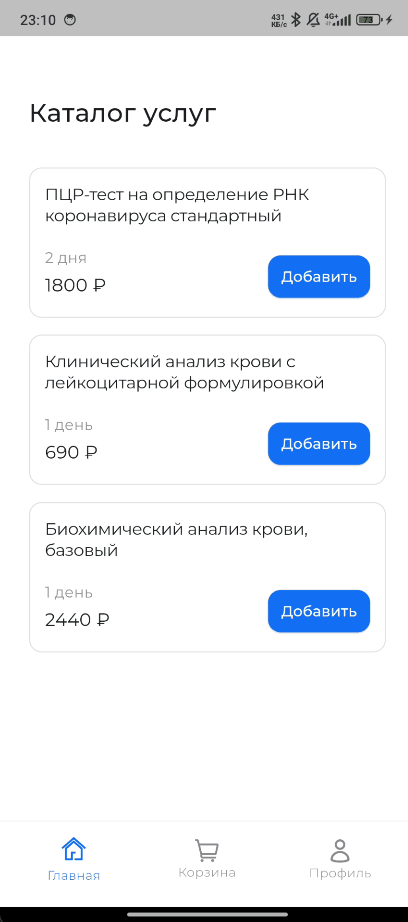 23:10
431
КБ/с
4G+
73
Каталог услуг
ПЦР-тест на определение РНК
коронавируса стандартный
2 дня
1800 ₽
Добавить
Клинический анализ крови с
лейкоцитарной формулировкой
1 день
690 ₽
Добавить
Биохимический анализ крови,
базовый
1 день
2440 ₽
Добавить
Главная
Корзина
Профиль